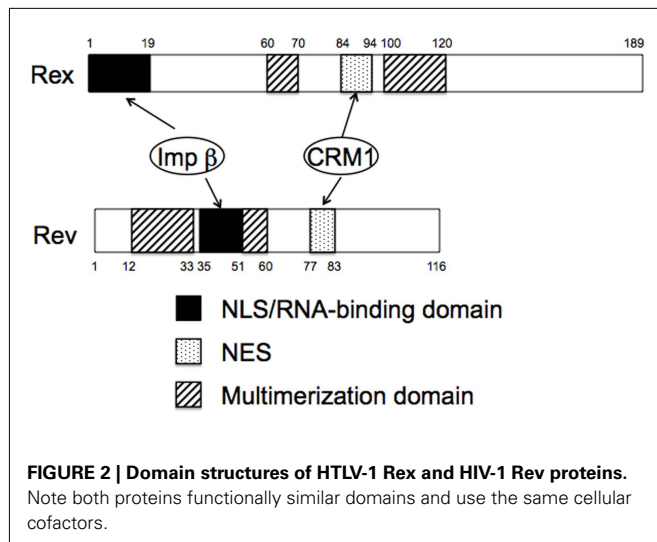 1 19 60 70 84 94 100 120 189
Rex
Imp β CRM1
Rev
1 12 33 35 51 60 77 83 116
NLS/RNA-binding domain
NES
Multimerization domain
FIGURE 2 | Domain structures of HTLV-1 Rex and HIV-1 Rev proteins.
Note both proteins functionally similar domains and use the same cellular
cofactors.